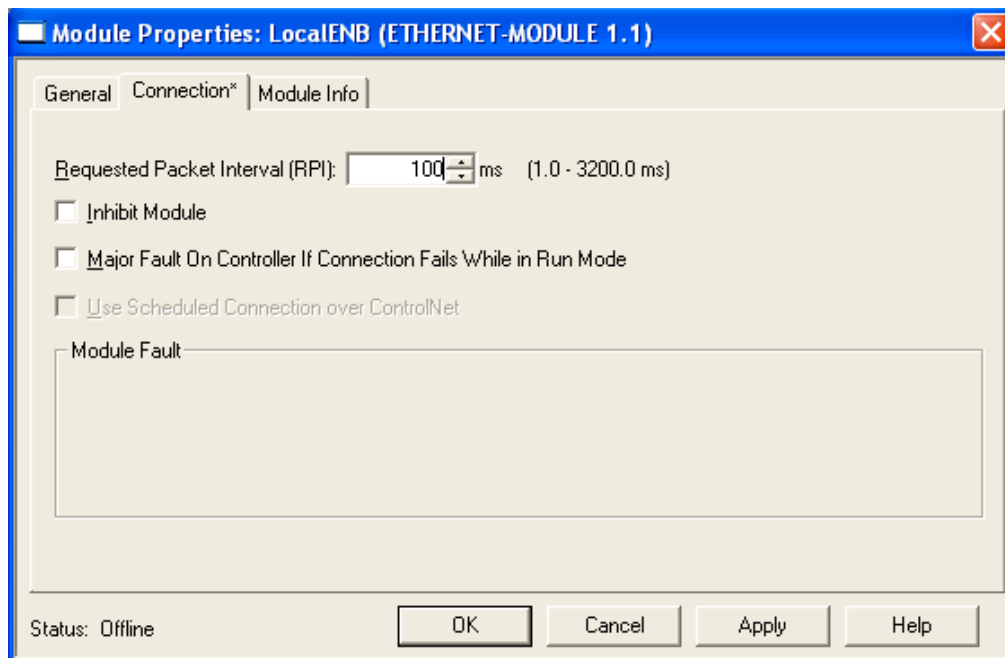 Module Properties: LocalENB (ETHERNET-MODULE 1.1)
General Connection* Module Info
Requested Packet Interval (RPI): 100 ms (1.0 - 3200.0 ms)
Inhibit Module
Major Fault On Controller If Connection Fails While in Run Mode
Use Scheduled Connection over ControlNet
Module Fault
Status: Offline OK Cancel Apply Help